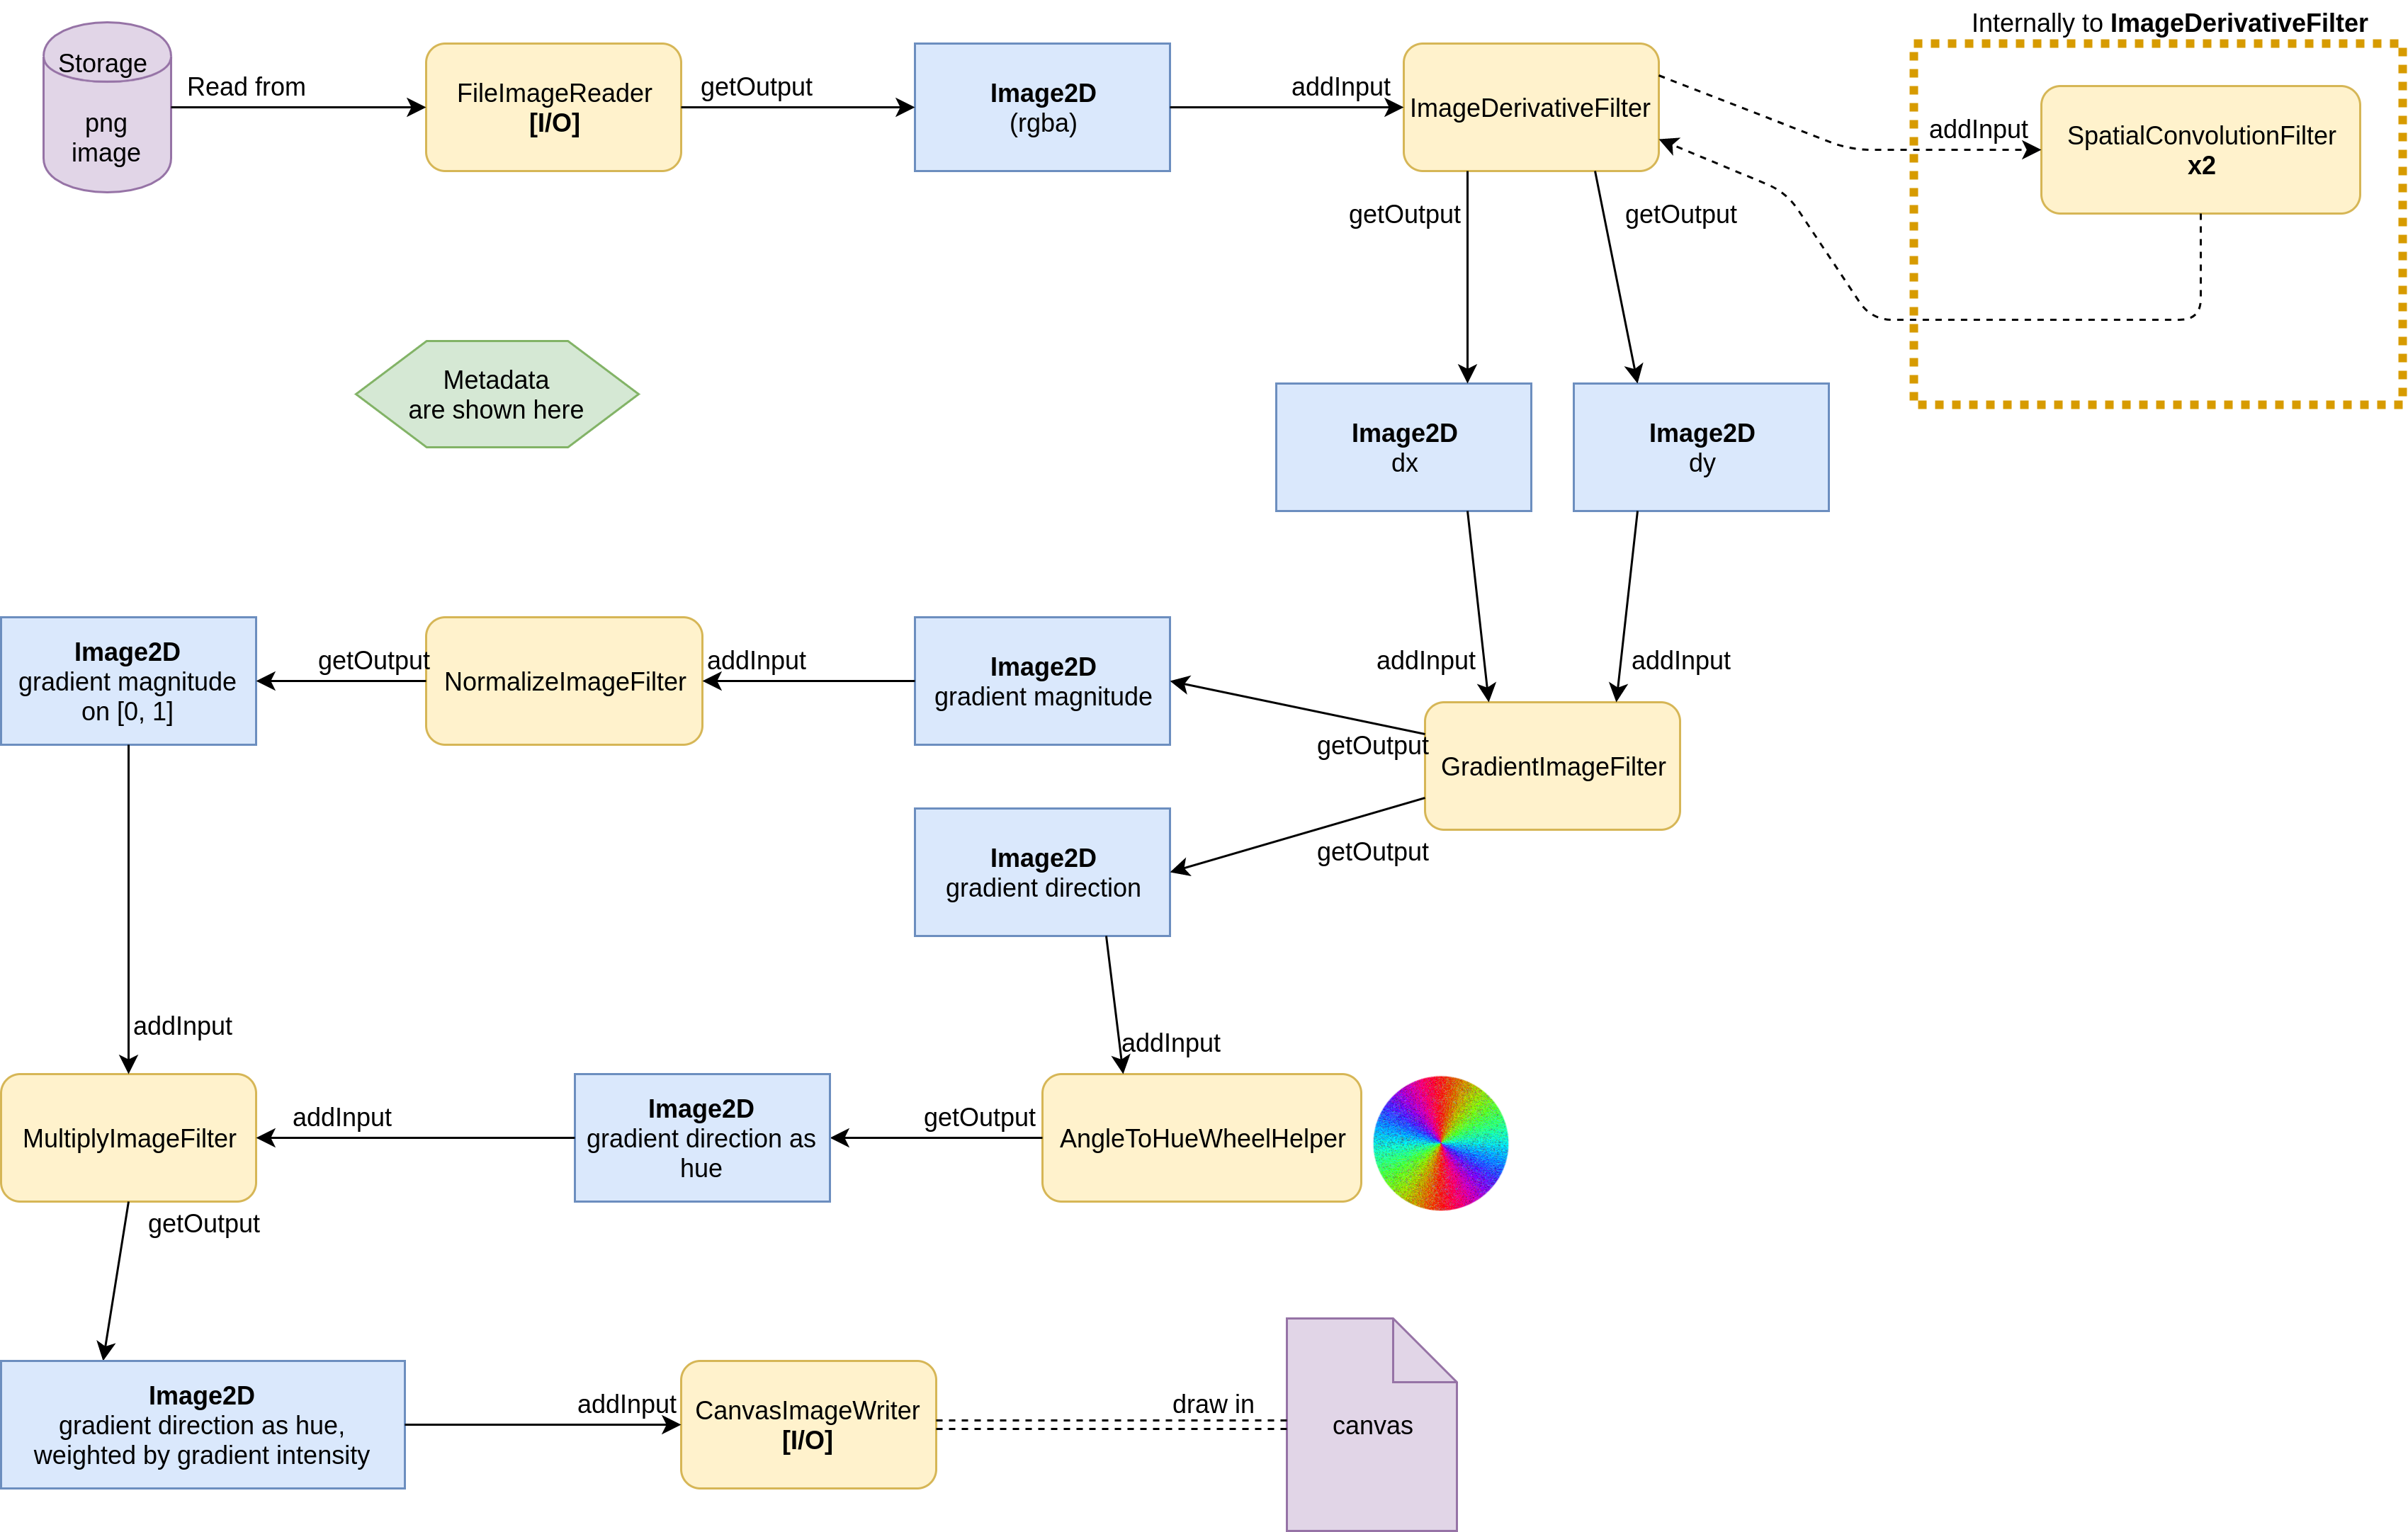 Internally to ImageDerivativeFilter
Storage
png
image
Read from
FileImageReader
[I/O]
getOutput
Image2D
(rgba)
addInput
ImageDerivativeFilter
addInput
SpatialConvolutionFilter
x2
getOutput
getOutput
Metadata
are shown here
Image2D
dx
Image2D
dy
Image2D
gradient magnitude
on [0, 1]
getOutput
NormalizeImageFilter
addInput
Image2D
gradient magnitude
addInput
addInput
getOutput
GradientImageFilter
getOutput
Image2D
gradient direction
addInput
addInput
MultiplyImageFilter
addInput
Image2D
gradient direction as
hue
getOutput
AngleToHueWheelHelper
getOutput
Image2D
gradient direction as hue,
weighted by gradient intensity
addInput
CanvasImageWriter
[I/O]
draw in
canvas